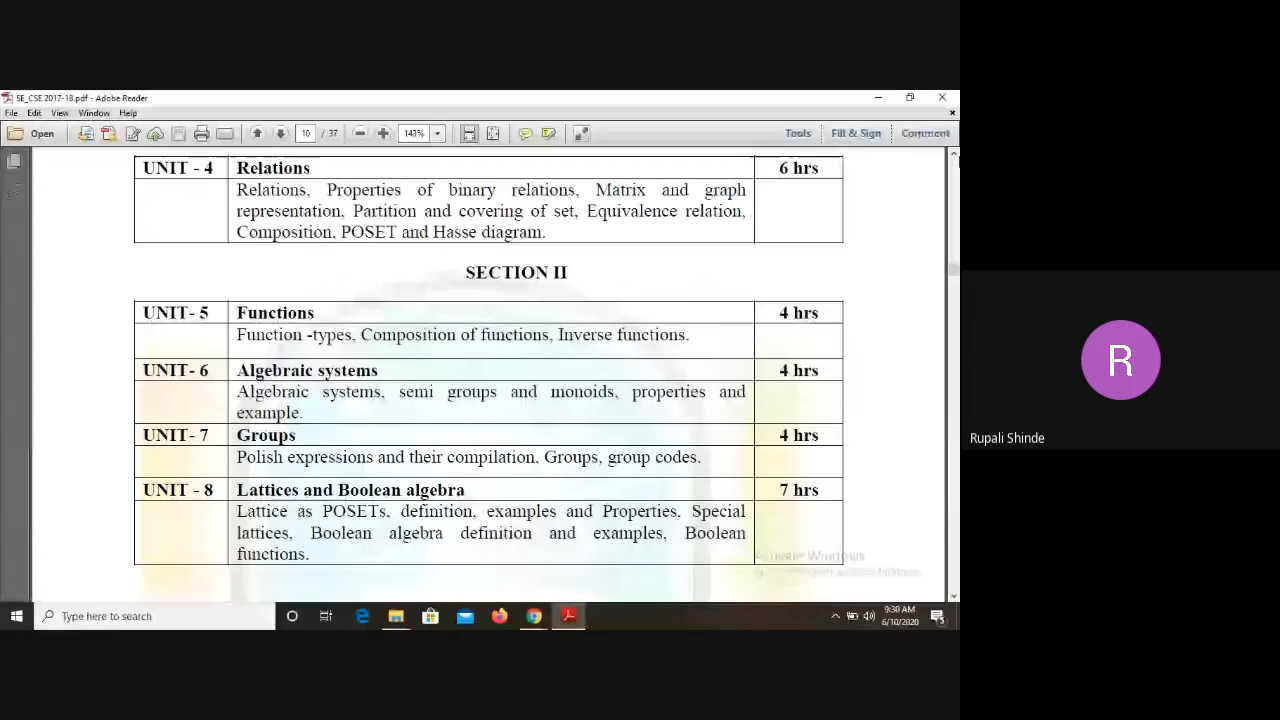 SE_CSE.2017-18.pdf - Adobe Reader
File Edit View Window Help
Open 10 / 37 143% Tools Fill & Sign Comment
UNIT - 4 Relations 6 hrs
Relations, Properties of binary relations, Matrix and graph
representation, Partition and covering of set, Equivalence relation,
Composition, POSET and Hasse diagram.
SECTION II
UNIT- 5 Functions 4 hrs
Function -types, Composition of functions, Inverse functions.
UNIT- 6 Algebraic systems 4 hrs
Algebraic systems, semi groups and monoids, properties and
example.
UNIT- 7 Groups 4 hrs
Polish expressions and their compilation, Groups, group codes.
UNIT - 8 Lattices and Boolean algebra 7 hrs
Lattice as POSETs, definition, examples and Properties, Special
lattices, Boolean algebra definition and examples, Boolean
functions.
Activate Windows
Type here to search
9:30 AM
6/10/2020
R
Rupali Shinde